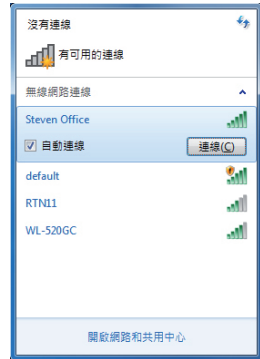 沒有連線
有可用的連線
無線網路連線
Steven Office
自動連線
連線(C)
default
RTN11
WL-520GC
開啟網路和共用中心